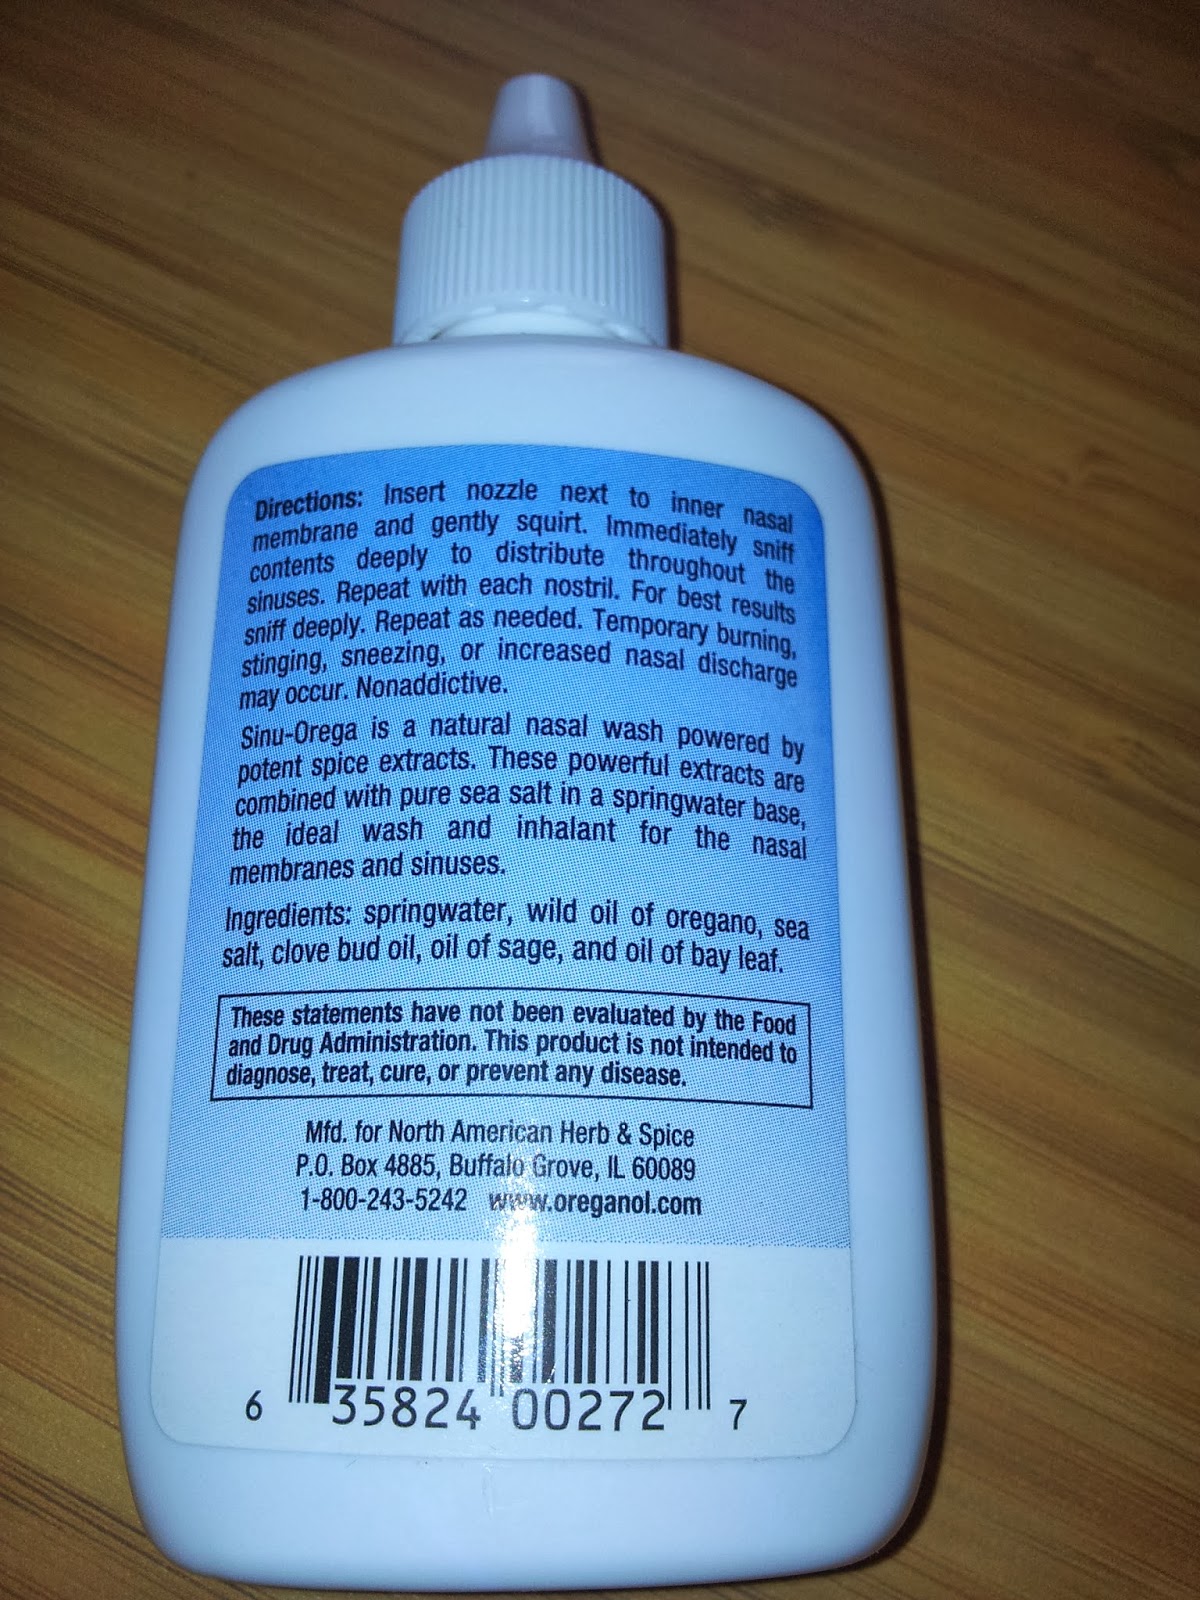 Directions: Insert nozzle next to inner nasal
membrane and gently squirt. Immediately sniff
contents deeply to distribute throughout the
sinuses. Repeat with each nostril. For best results
sniff deeply. Repeat as needed. Temporary burning,
stinging, sneezing, or increased nasal discharge
may occur. Nonaddictive.
Sinu-Orega is a natural nasal wash powered by
potent spice extracts. These powerful extracts are
combined with pure sea salt in a springwater base,
the ideal wash and inhalant for the nasal
membranes and sinuses.
Ingredients: springwater, wild oil of oregano, sea
salt, clove bud oil, oil of sage, and oil of bay leaf.
These statements have not been evaluated by the Food
and Drug Administration. This product is not intended to
diagnose, treat, cure, or prevent any disease.
Mfd. for North American Herb & Spice
P.O. Box 4885, Buffalo Grove, IL 60089
1-800-243-5242 www.oreganol.com
6 35824 00272 7